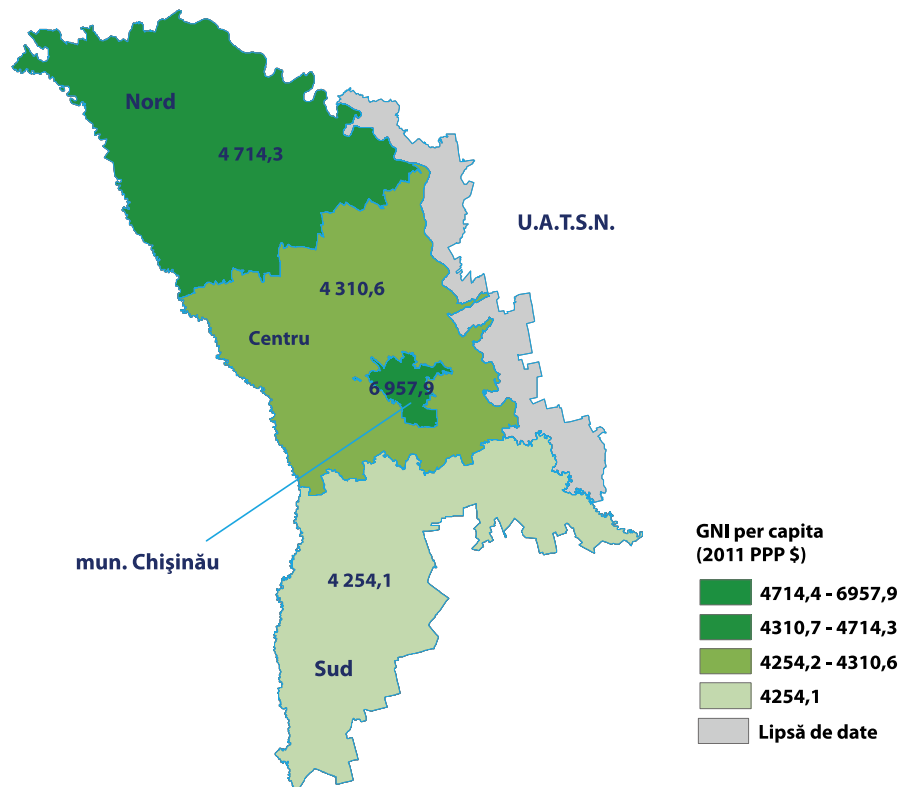 Nord
4 714,3
U.A.T.S.N.
4 310,6
Centru
6 957,9
mun. Chişinău
4 254,1
Sud
GNI per capita
(2011 PPP $)
4714,4 - 6957,9
4310,7 - 4714,3
4254,2 - 4310,6
4254,1
Lipsă de date